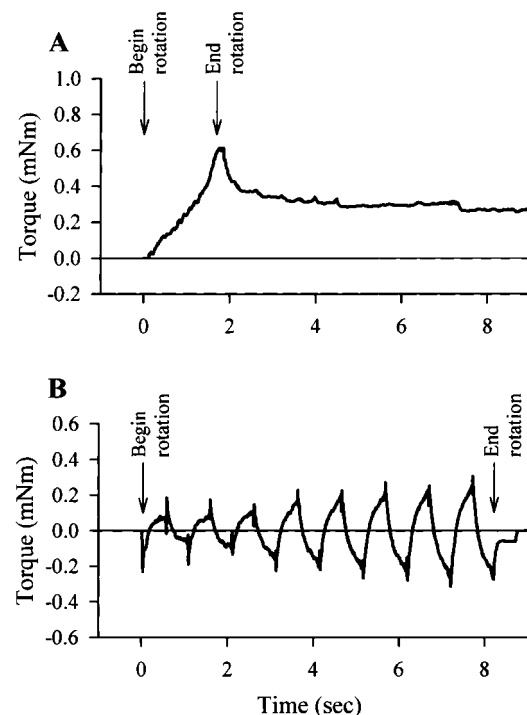 A
Begin
rotation
End
rotation
1.0
0.8
0.6
0.4
0.2
0.0
-0.2
Torque (mNm)
0 2 4 6 8
B
Begin
rotation
End
rotation
0.6
0.4
0.2
0.0
-0.2
-0.4
-0.6
Torque (mNm)
0 2 4 6 8
Time (sec)